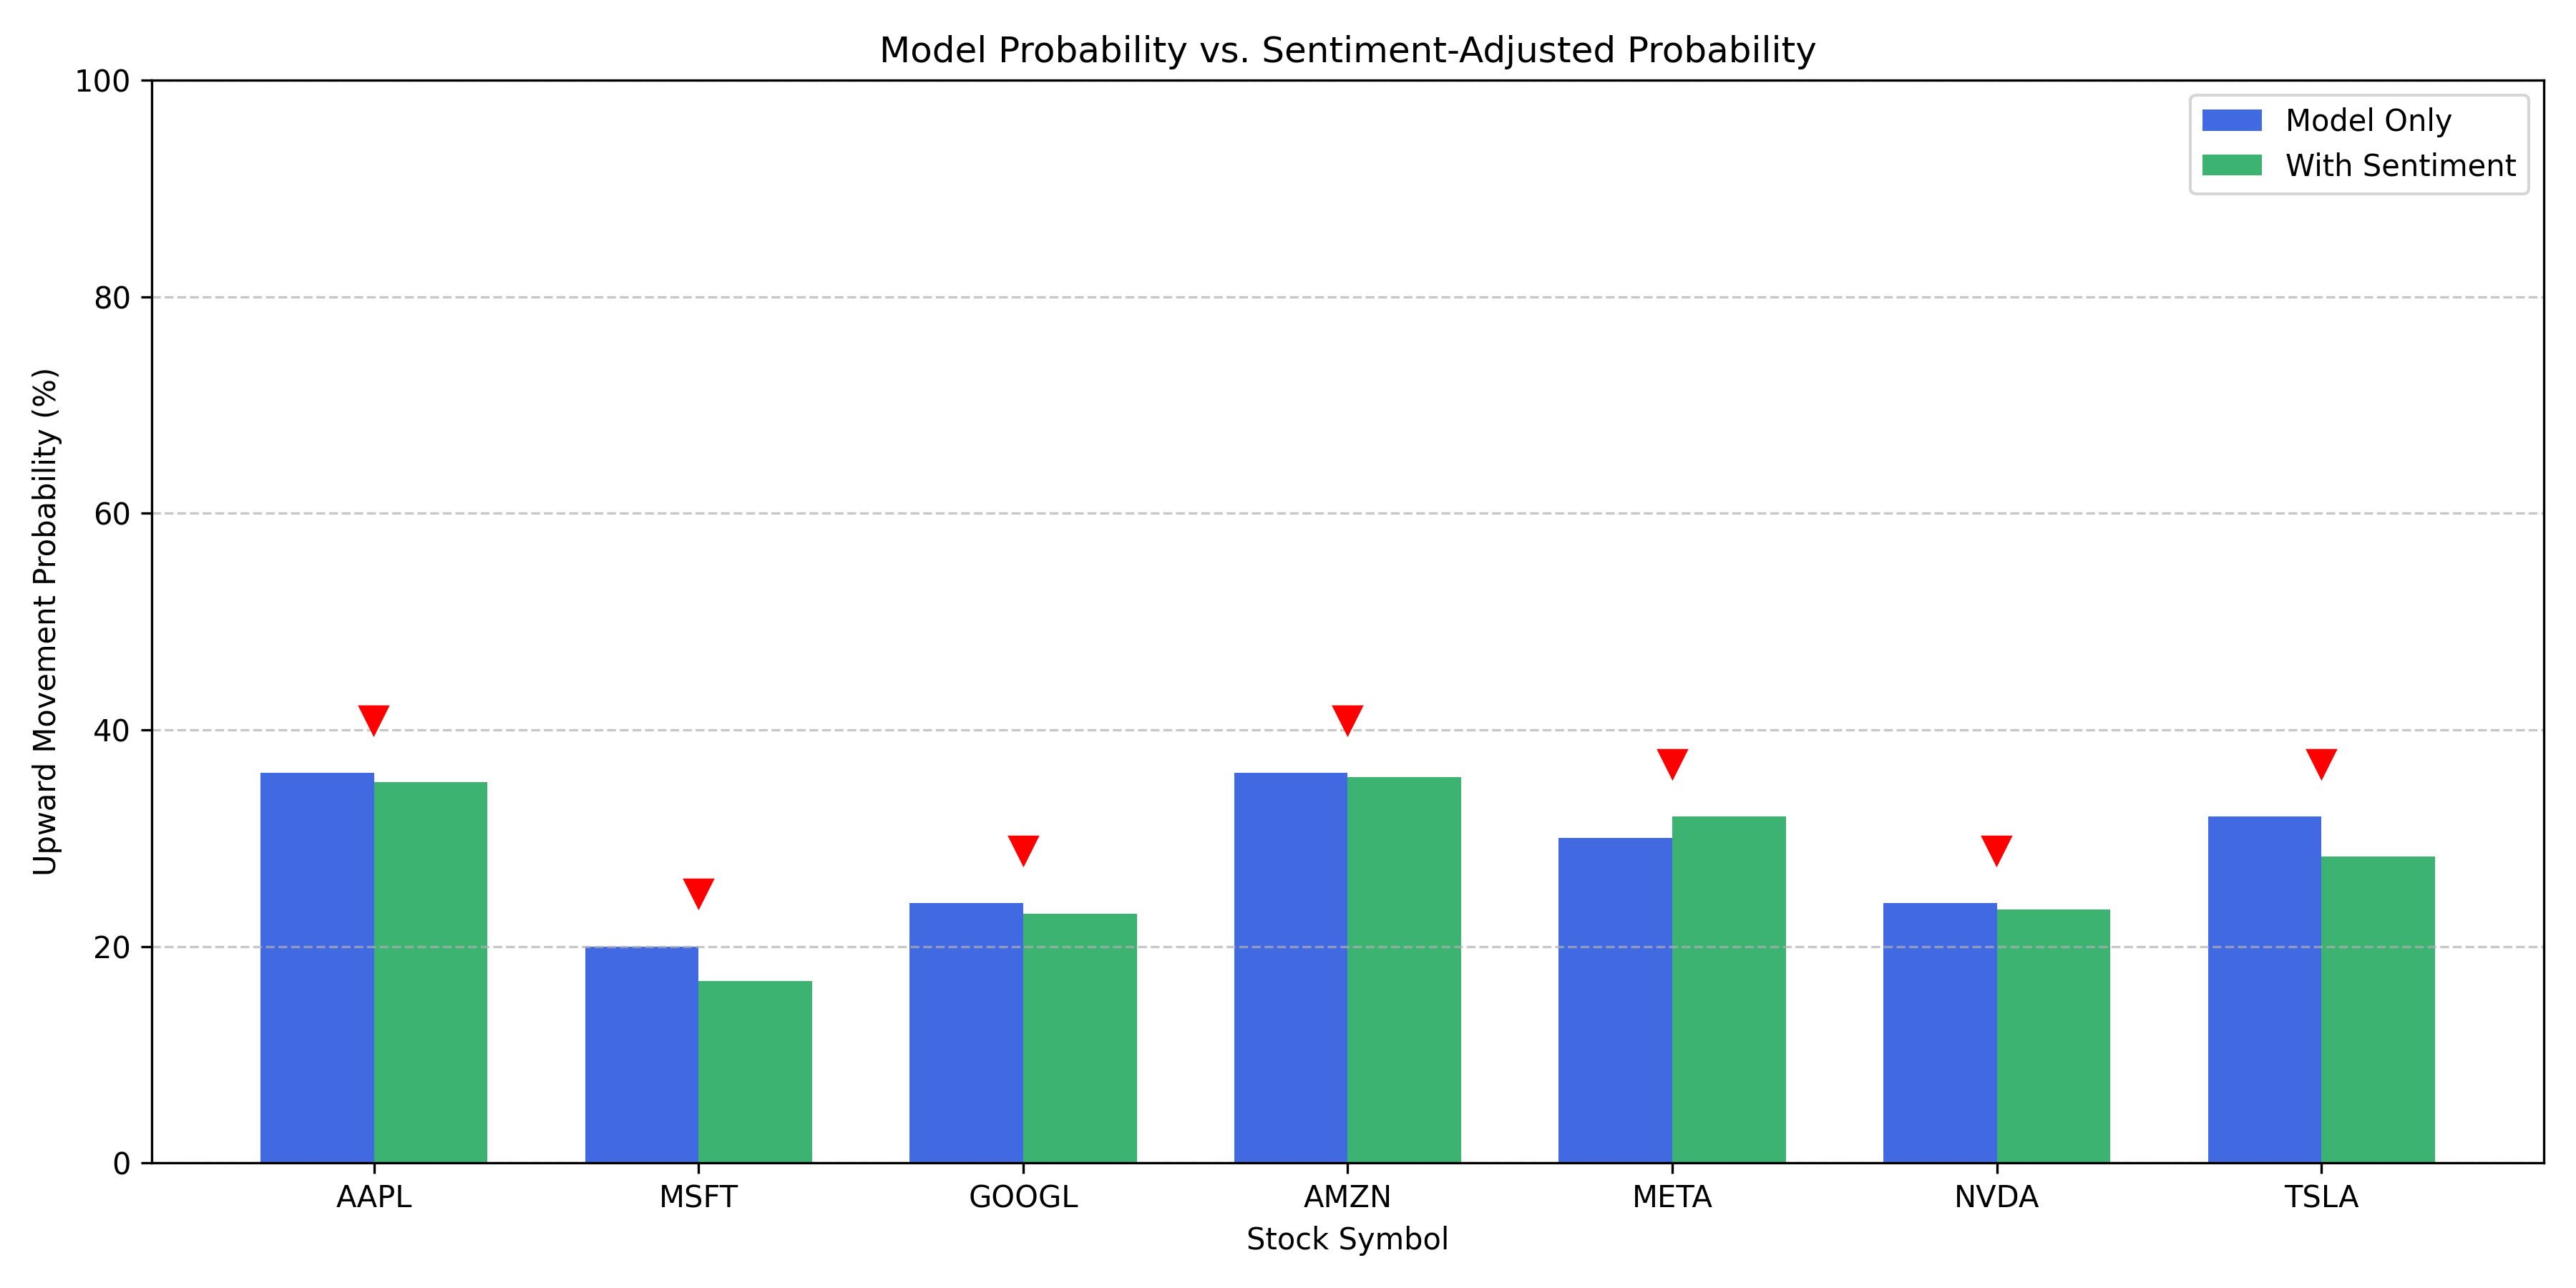 Model Probability vs. Sentiment-Adjusted Probability
Model Only
With Sentiment
Upward Movement Probability (%)
100
80
60
40
20
0
AAPL MSFT GOOGL AMZN META NVDA TSLA
Stock Symbol